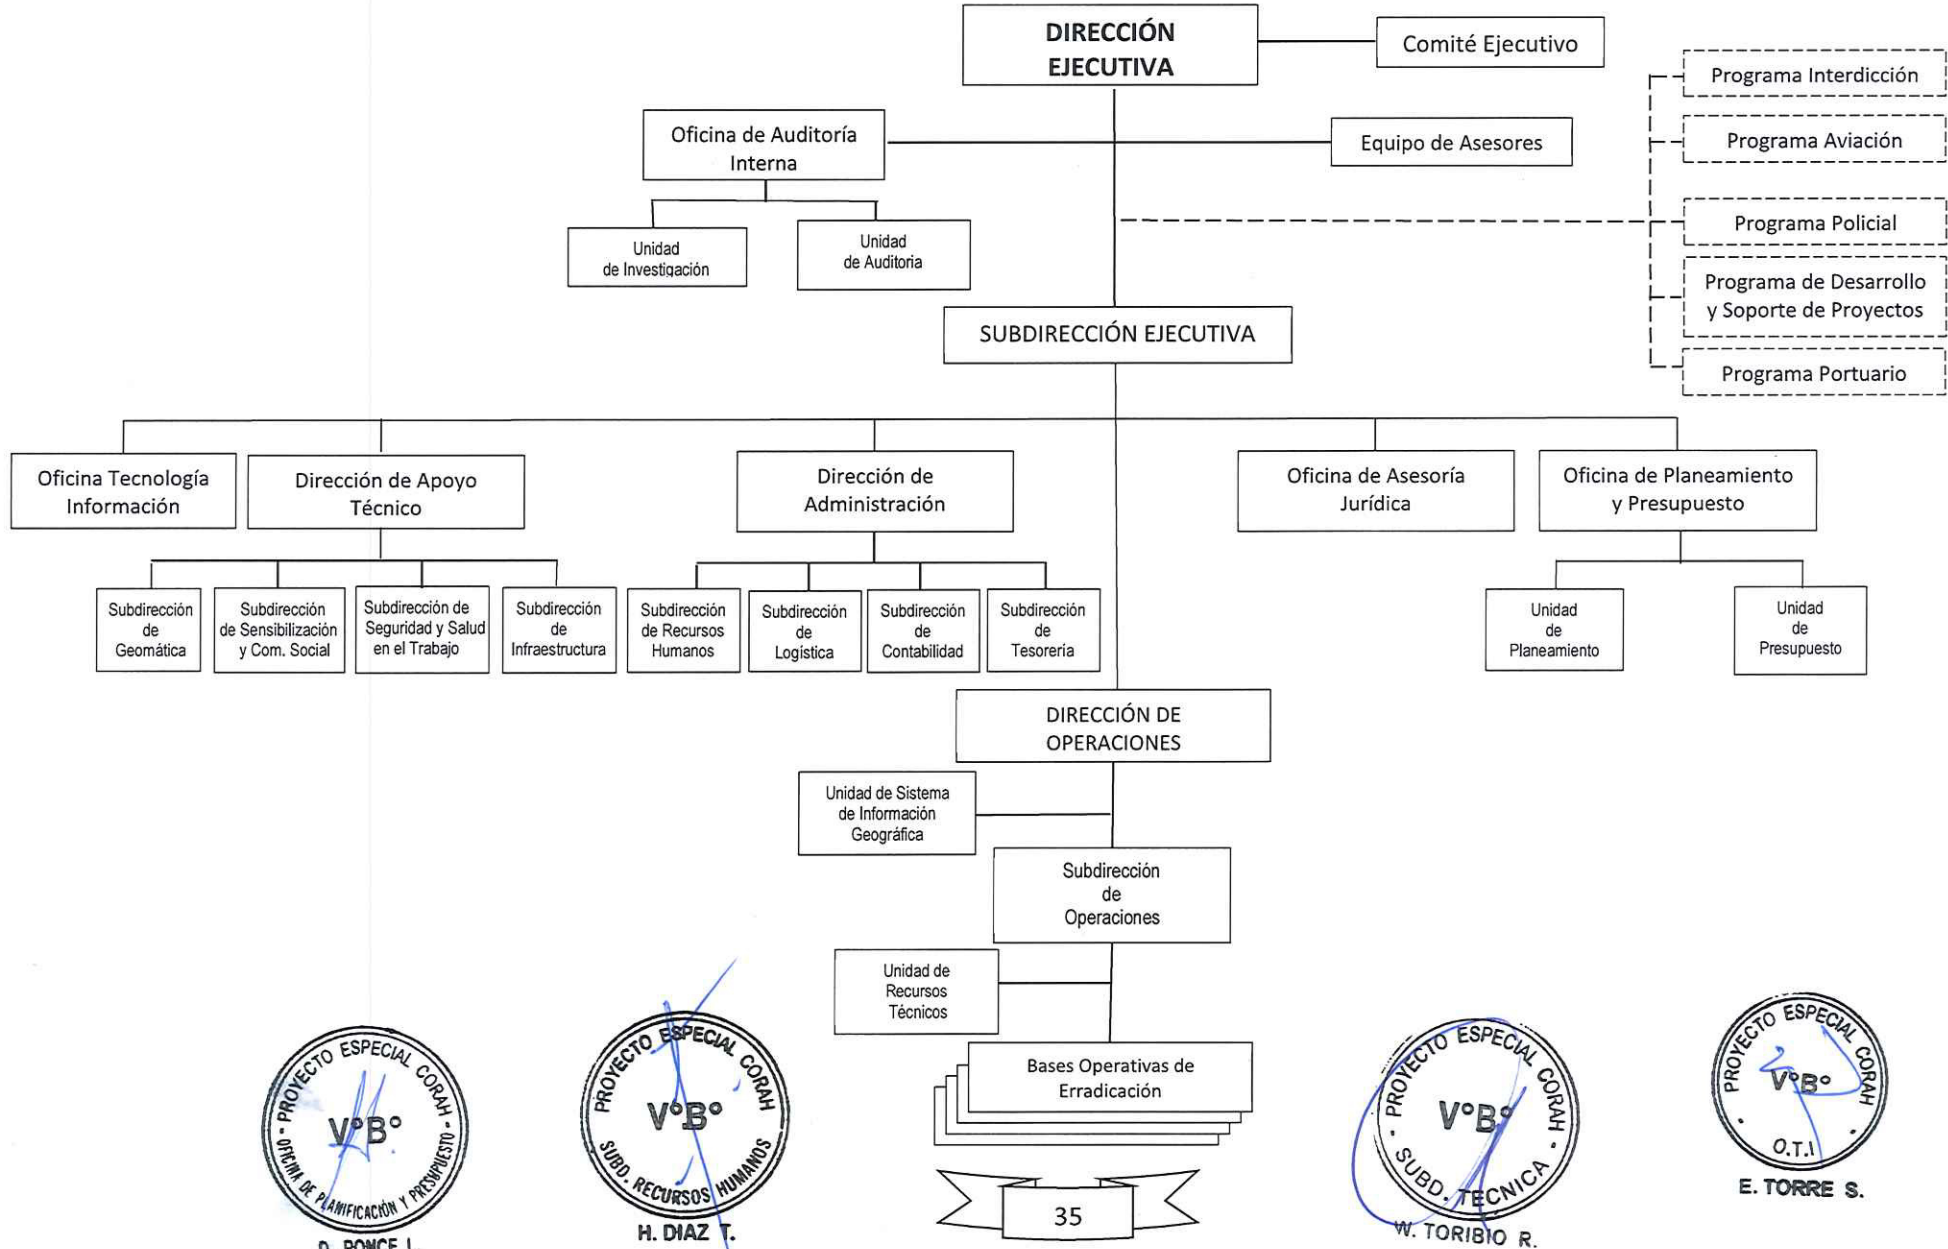 DIRECCIÓN
EJECUTIVA
Comité Ejecutivo
Programa Interdicción
Programa Aviación
Programa Policial
Programa de Desarrollo
y Soporte de Proyectos
Programa Portuario
Oficina de Auditoría
Interna
Equipo de Asesores
Unidad
de Investigación
Unidad
de Auditoria
SUBDIRECCIÓN EJECUTIVA
Oficina Tecnología
Información
Dirección de Apoyo
Técnico
Dirección de
Administración
Oficina de Asesoría
Jurídica
Oficina de Planeamiento
y Presupuesto
Subdirección
de
Geomática
Subdirección
de Sensibilización
y Com. Social
Subdirección de
Seguridad y Salud
en el Trabajo
Subdirección
de
Infraestructura
Subdirección
de Recursos
Humanos
Subdirección
de
Logística
Subdirección
de
Contabilidad
Subdirección
de
Tesorería
Unidad
de
Planeamiento
Unidad
de
Presupuesto
DIRECCIÓN DE
OPERACIONES
Unidad de Sistema
de Información
Geográfica
Subdirección
de
Operaciones
Unidad de
Recursos
Técnicos
Bases Operativas de
Erradicación
PROYECTO ESPECIAL CORAH
V°B°
OFICINA DE PLANIFICACIÓN Y PRESUPUESTO
D. PONCE L.
PROYECTO ESPECIAL CORAH
V°B°
SUBD. RECURSOS HUMANOS
H. DIAZ T.
35
PROYECTO ESPECIAL CORAH
V°B°
SUBD. TECNICA
W. TORIBIO R.
PROYECTO ESPECIAL CORAH
V°B°
O.T.I
E. TORRE S.